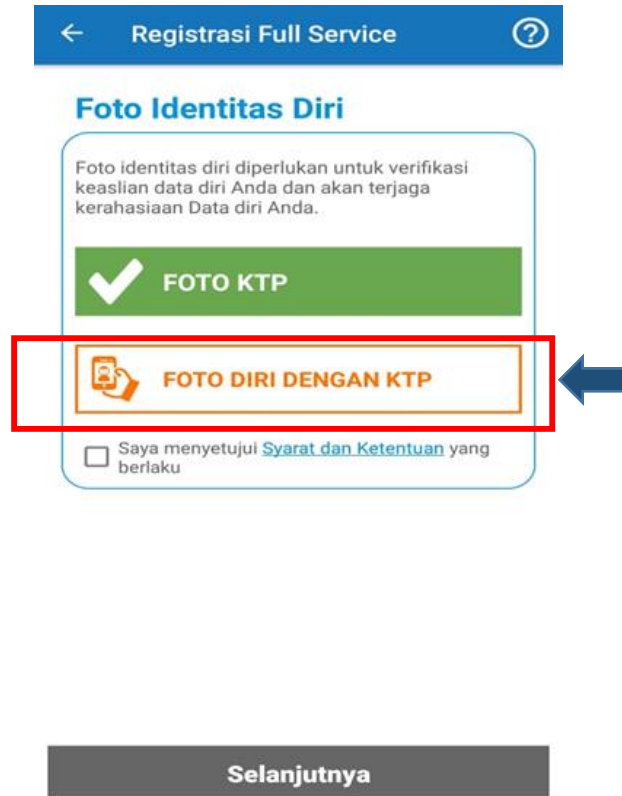 Registrasi Full Service
Foto Identitas Diri
Foto identitas diri diperlukan untuk verifikasi
keaslian data diri Anda dan akan terjaga
kerahasiaan Data diri Anda.
FOTO KTP
FOTO DIRI DENGAN KTP
Saya menyetujui Syarat dan Ketentuan yang
berlaku
Selanjutnya